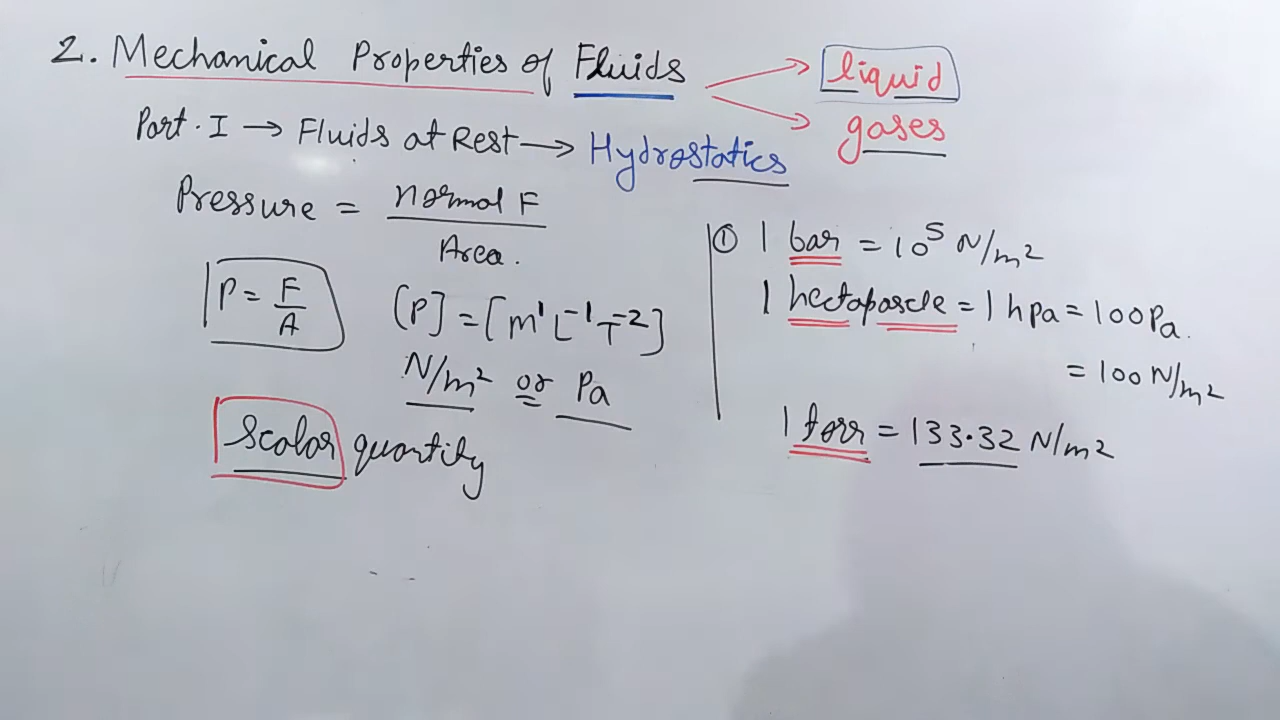 2. Mechanical Properties of Fluids
liquid
gases
Part. I → Fluids at Rest → Hydrostatics
Pressure = normal F / Area.
P = F / A
[P] = [M¹ L⁻¹ T⁻²]
N/m² or Pa
Scalar quantity
① 1 bar = 10⁵ N/m²
1 hectopascle = 1 hpa = 100 Pa.
= 100 N/m²
1 torr = 133.32 N/m²